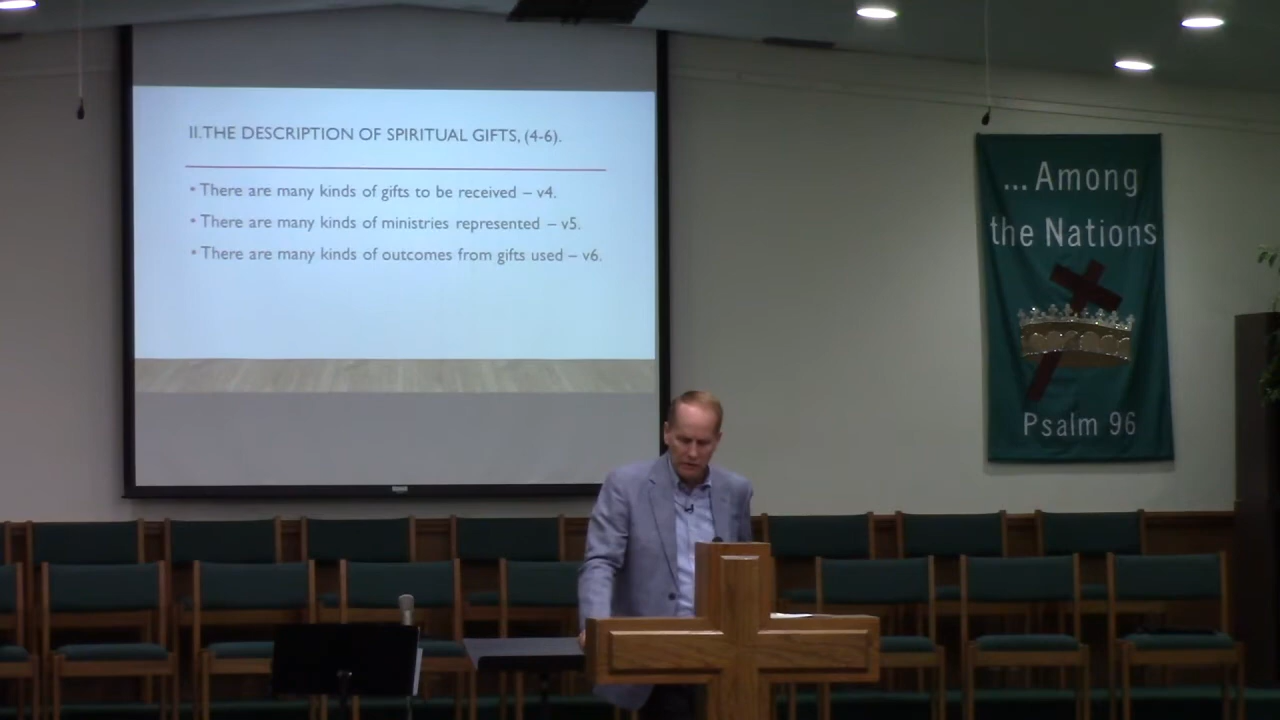 II. THE DESCRIPTION OF SPIRITUAL GIFTS, (4-6).
• There are many kinds of gifts to be received – v4.
• There are many kinds of ministries represented – v5.
• There are many kinds of outcomes from gifts used – v6.
... Among
the Nations
Psalm 96